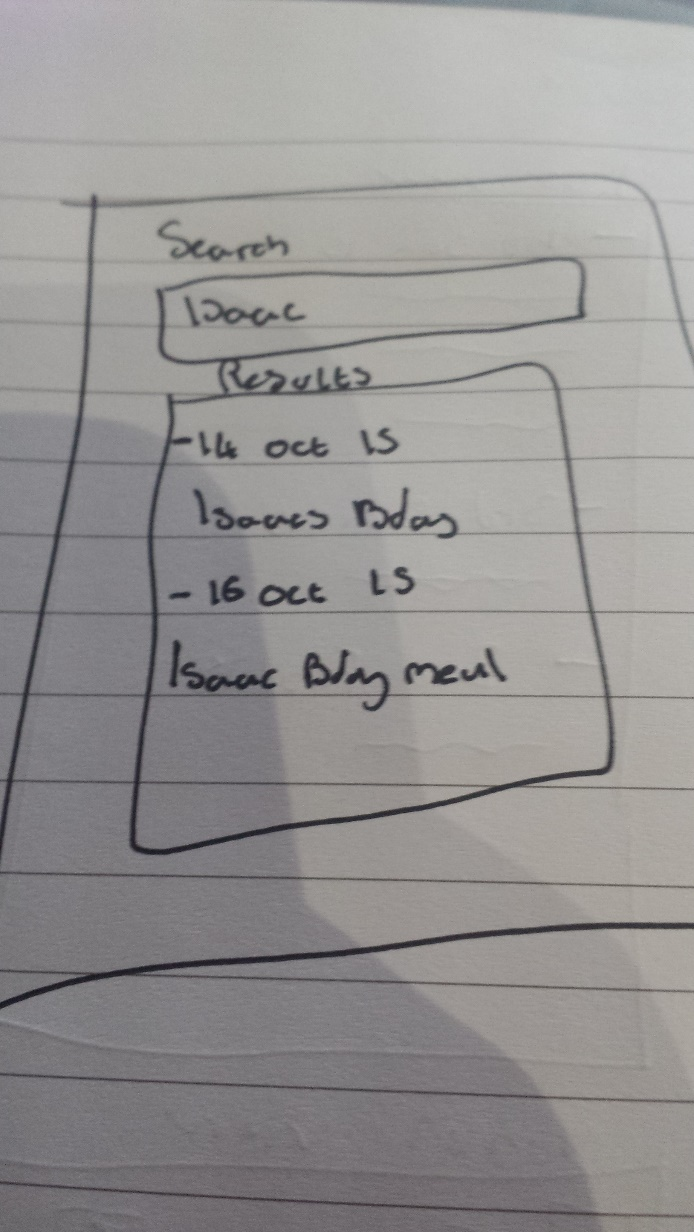 Search
Isaac
Results
- 14 oct 15
Isaacs Bday
- 16 oct 15
Isaac Bday meal